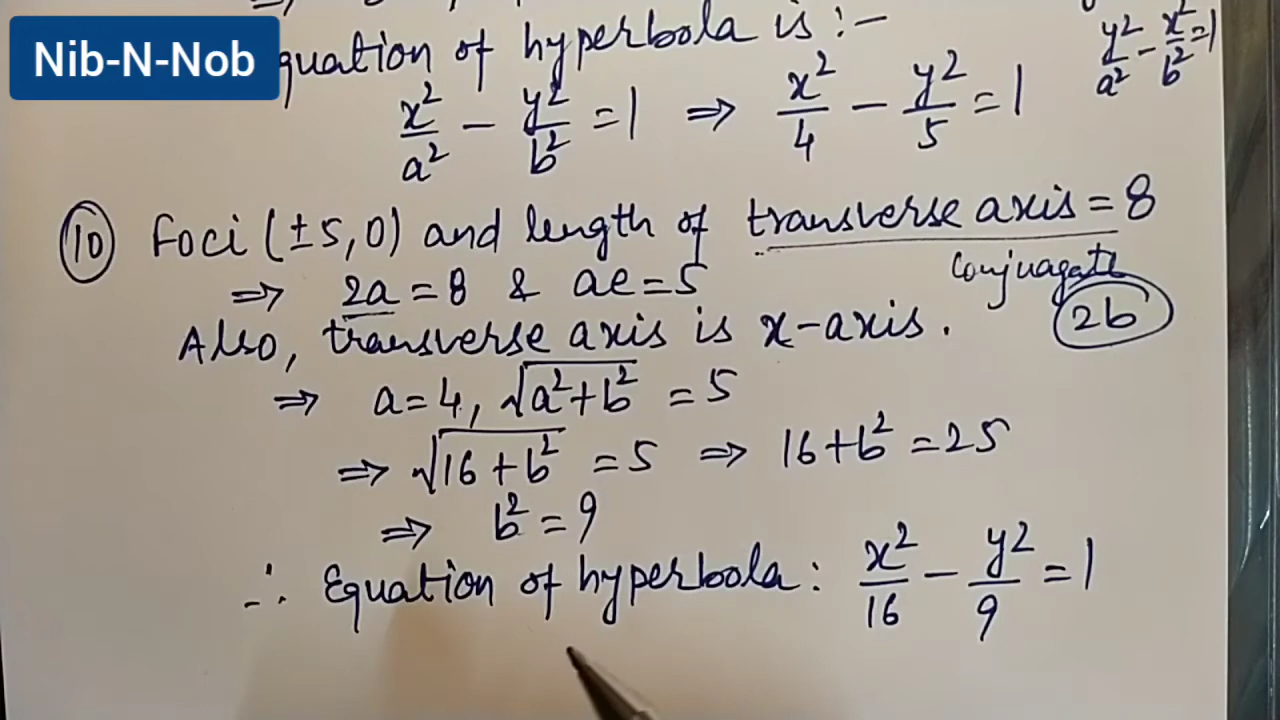 Nib-N-Nob
quation of hyperbola is :-
y²/a² - x²/b² = 1
x²/a² - y²/b² = 1 ⇒ x²/4 - y²/5 = 1
(10) Foci (±5, 0) and length of transverse axis = 8
conjuagate
⇒ 2a = 8 & ae = 5
2b
Also, transverse axis is x-axis.
⇒ a = 4, √(a² + b²) = 5
⇒ √(16 + b²) = 5 ⇒ 16 + b² = 25
⇒ b² = 9
∴ Equation of hyperbola : x²/16 - y²/9 = 1